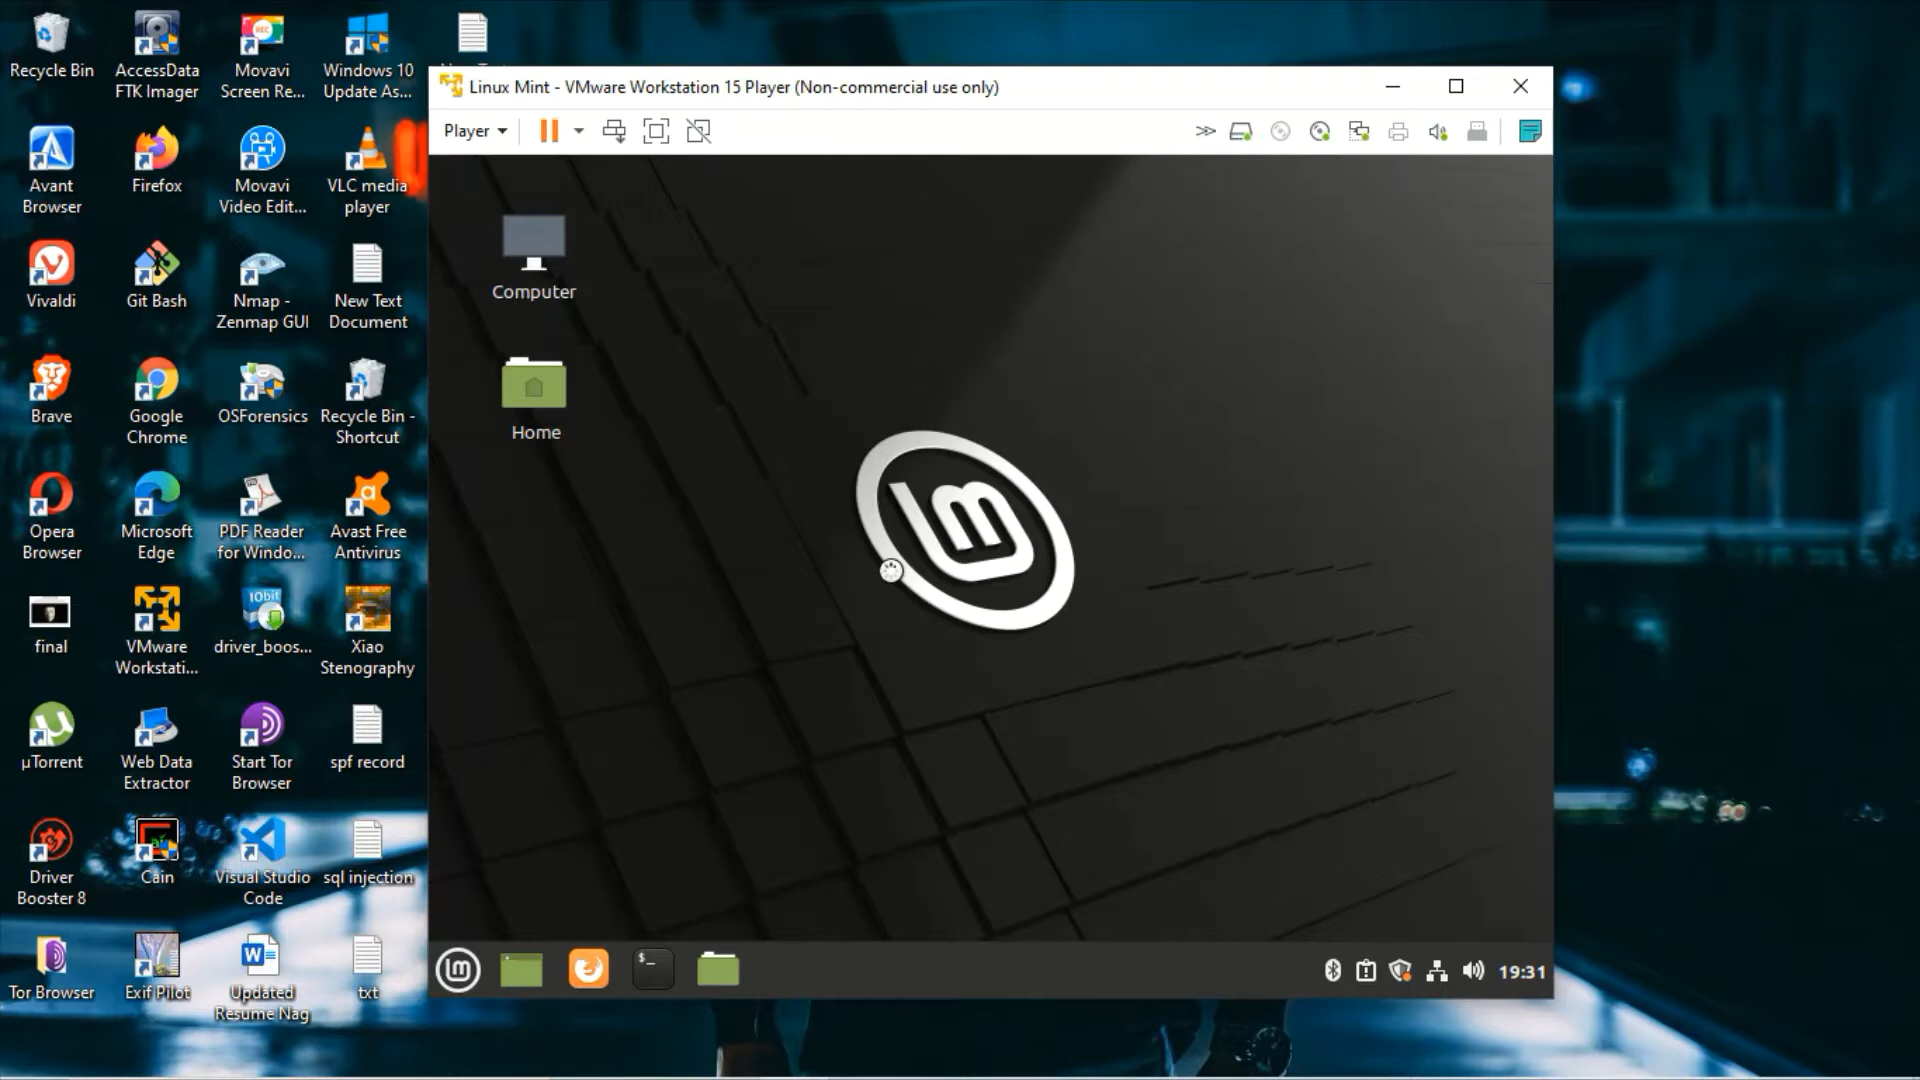 Recycle Bin
AccessData
FTK Imager
Movavi
Screen Re...
Windows 10
Update As...
Avant
Browser
Firefox
Movavi
Video Edit...
VLC media
player
Vivaldi
Git Bash
Nmap -
Zenmap GUI
New Text
Document
Brave
Google
Chrome
OSForensics
Recycle Bin -
Shortcut
Opera
Browser
Microsoft
Edge
PDF Reader
for Windo...
Avast Free
Antivirus
final
VMware
Workstati...
IObit
driver_boos...
Xiao
Stenography
µTorrent
Web Data
Extractor
Start Tor
Browser
spf record
Driver
Booster 8
Cain
Visual Studio
Code
sql injection
Tor Browser
Exif Pilot
Updated
Resume Nag
txt
Linux Mint - VMware Workstation 15 Player (Non-commercial use only)
Player
Computer
Home
19:31